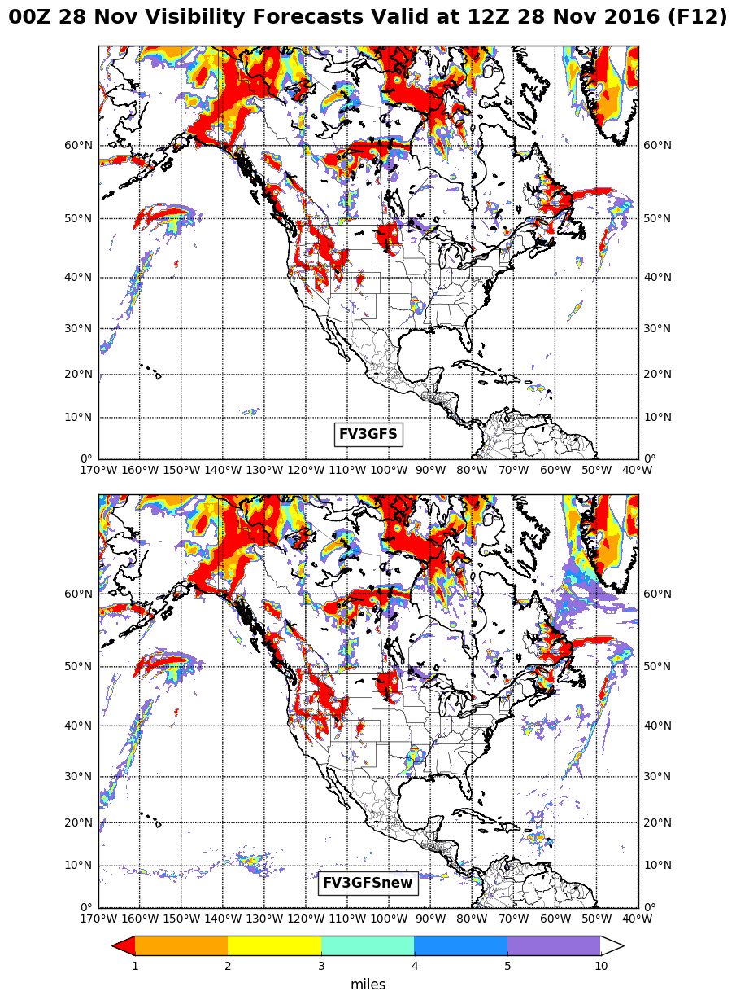 00Z 28 Nov Visibility Forecasts Valid at 12Z 28 Nov 2016 (F12)
60°N 60°N
50°N 50°N
40°N 40°N
30°N 30°N
20°N 20°N
10°N 10°N
FV3GFS
0° 0°
170°W 160°W 150°W 140°W 130°W 120°W 110°W 100°W 90°W 80°W 70°W 60°W 50°W 40°W
60°N 60°N
50°N 50°N
40°N 40°N
30°N 30°N
20°N 20°N
10°N 10°N
FV3GFSnew
0° 0°
170°W 160°W 150°W 140°W 130°W 120°W 110°W 100°W 90°W 80°W 70°W 60°W 50°W 40°W
1 2 3 4 5 10
miles